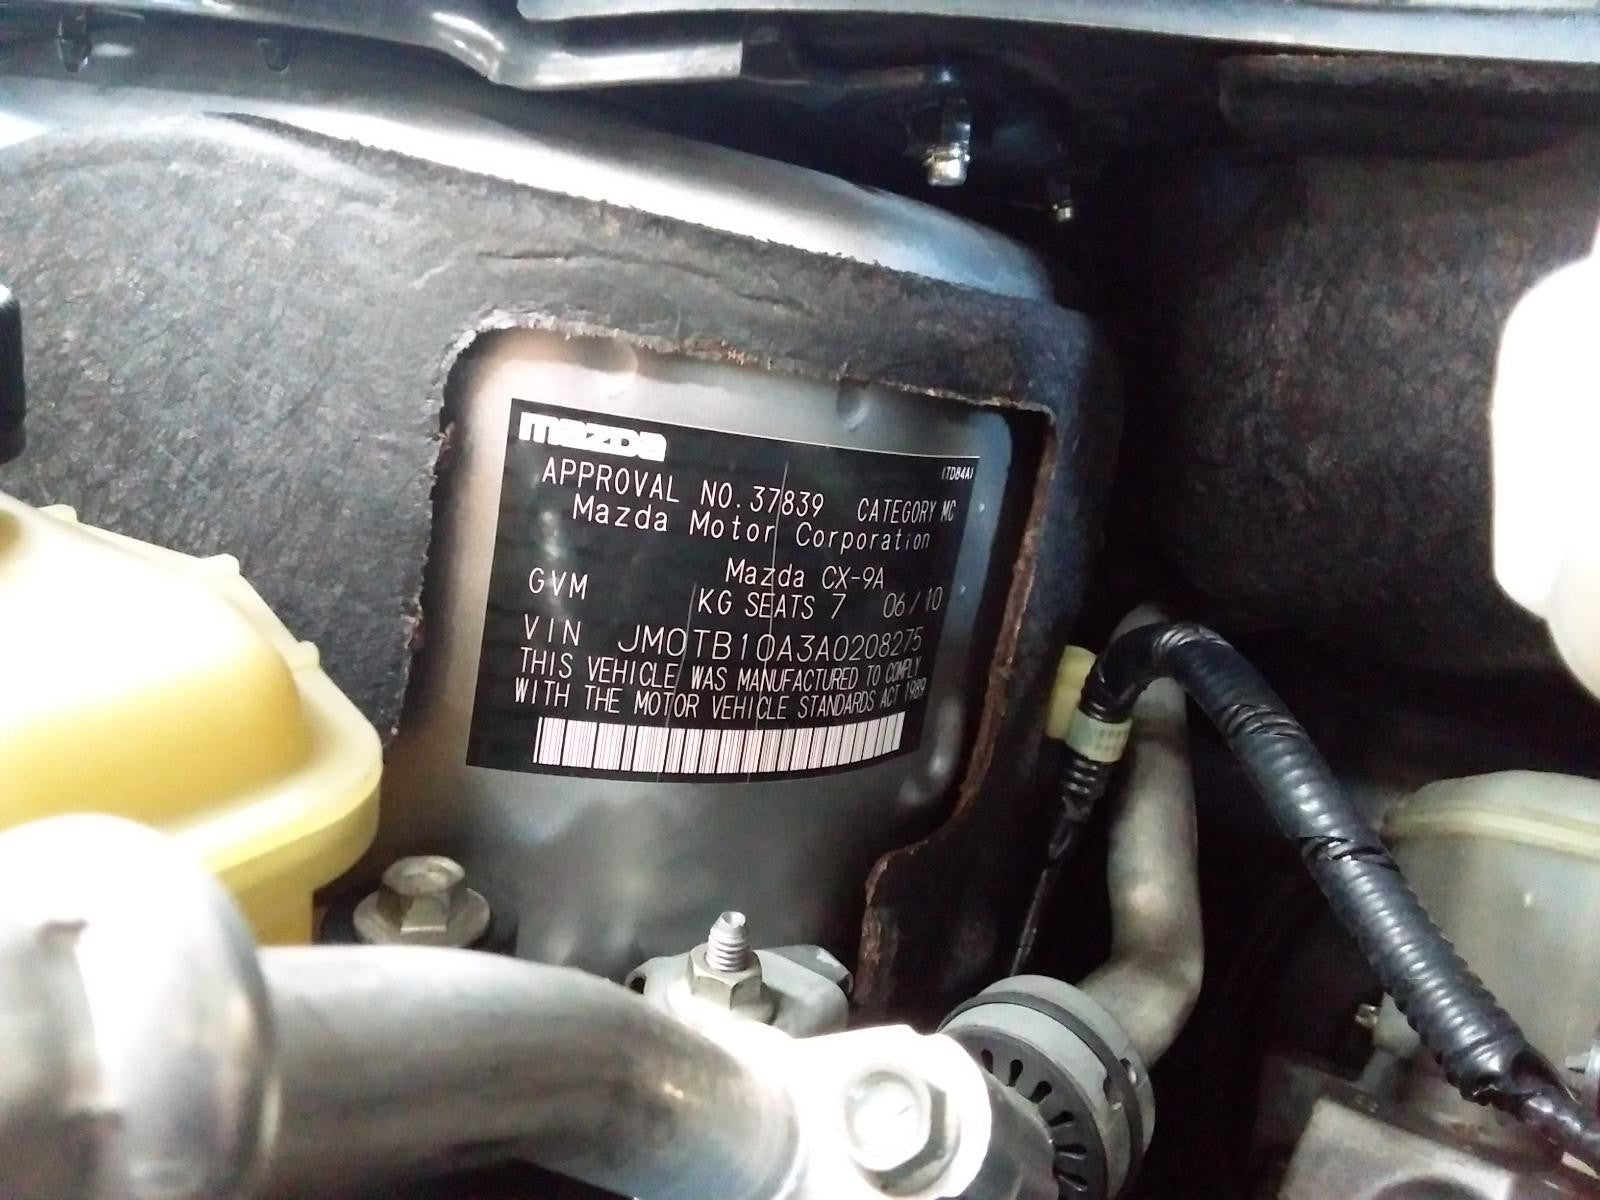 mazda
(TD84A)
APPROVAL NO. 37839 CATEGORY MC
Mazda Motor Corporation
Mazda CX-9A
GVM KG SEATS 7 06/10
VIN JM0TB10A3A0208275
THIS VEHICLE WAS MANUFACTURED TO COMPLY
WITH THE MOTOR VEHICLE STANDARDS ACT 1989